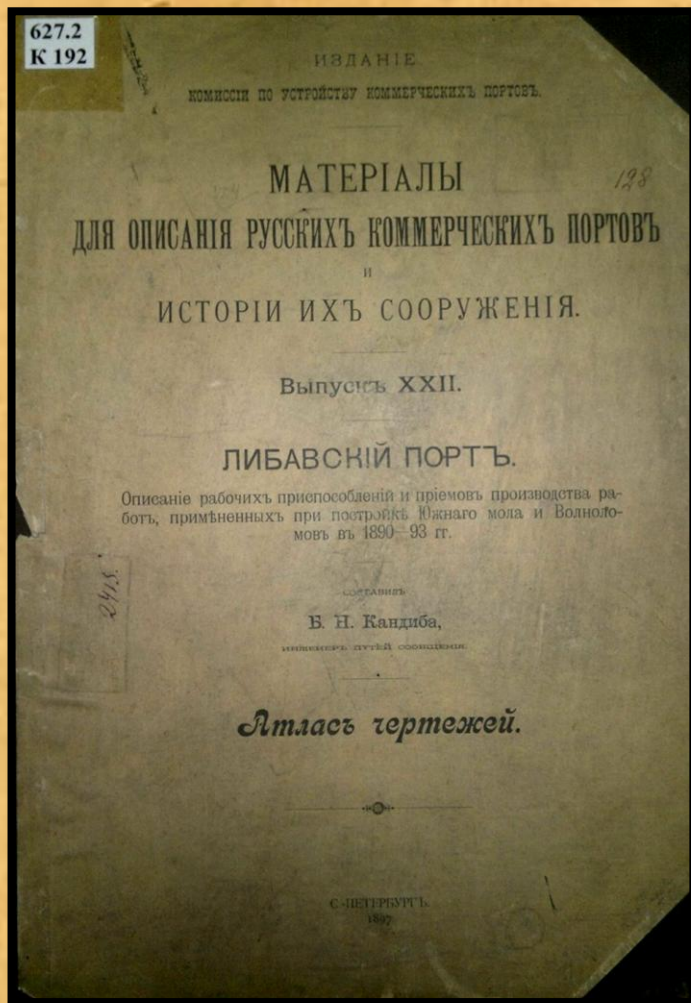 627.2
К 192
ИЗДАНІЕ
КОМИССІИ ПО УСТРОЙСТВУ КОММЕРЧЕСКИХЪ ПОРТОВЪ.
128
МАТЕРІАЛЫ
ДЛЯ ОПИСАНІЯ РУССКИХЪ КОММЕРЧЕСКИХЪ ПОРТОВЪ
И
ИСТОРІИ ИХЪ СООРУЖЕНІЯ.
Выпускъ XXII.
ЛИБАВСКІЙ ПОРТЪ.
Описаніе рабочихъ приспособленій и пріемовъ производства ра-
ботъ, примѣненныхъ при постройкѣ Южнаго мола и Волноло-
мовъ въ 1890—93 гг.
СОСТАВИЛЪ
Б. Н. Кандиба,
ИНЖЕНЕРЪ ПУТЕЙ СООБЩЕНІЯ.
Атласъ чертежей.
С.-ПЕТЕРБУРГЪ.
1897